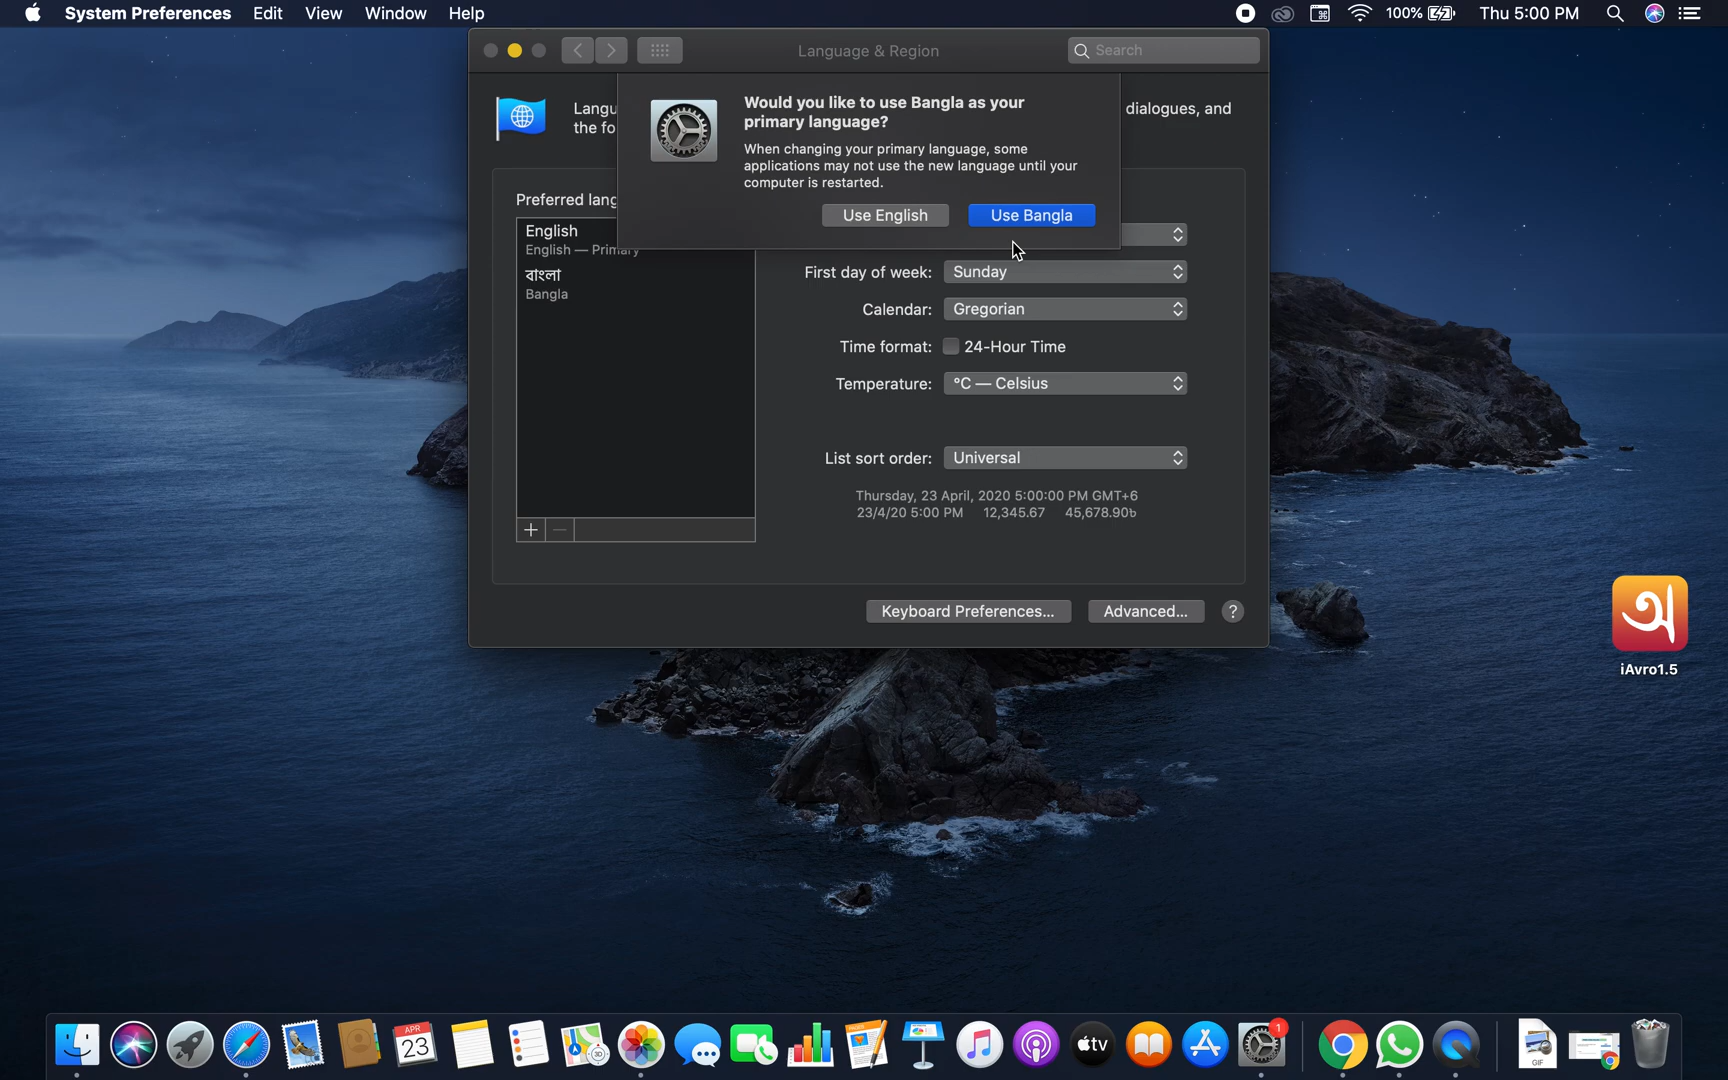 System Preferences Edit View Window Help 100% Thu 5:00 PM
Language & Region
Search
Would you like to use Bangla as your
primary language?
When changing your primary language, some
applications may not use the new language until your
computer is restarted.
Use English Use Bangla
Langu dialogues, and
the fo
Preferred lang
English
English — Primary
বাংলা
Bangla
First day of week: Sunday
Calendar: Gregorian
Time format: 24-Hour Time
Temperature: °C — Celsius
List sort order: Universal
Thursday, 23 April, 2020 5:00:00 PM GMT+6
23/4/20 5:00 PM 12,345.67 45,678.90৳
+ −
Keyboard Preferences... Advanced... ?
অ
iAvro1.5
APR
23
3D
tv
1
GIF